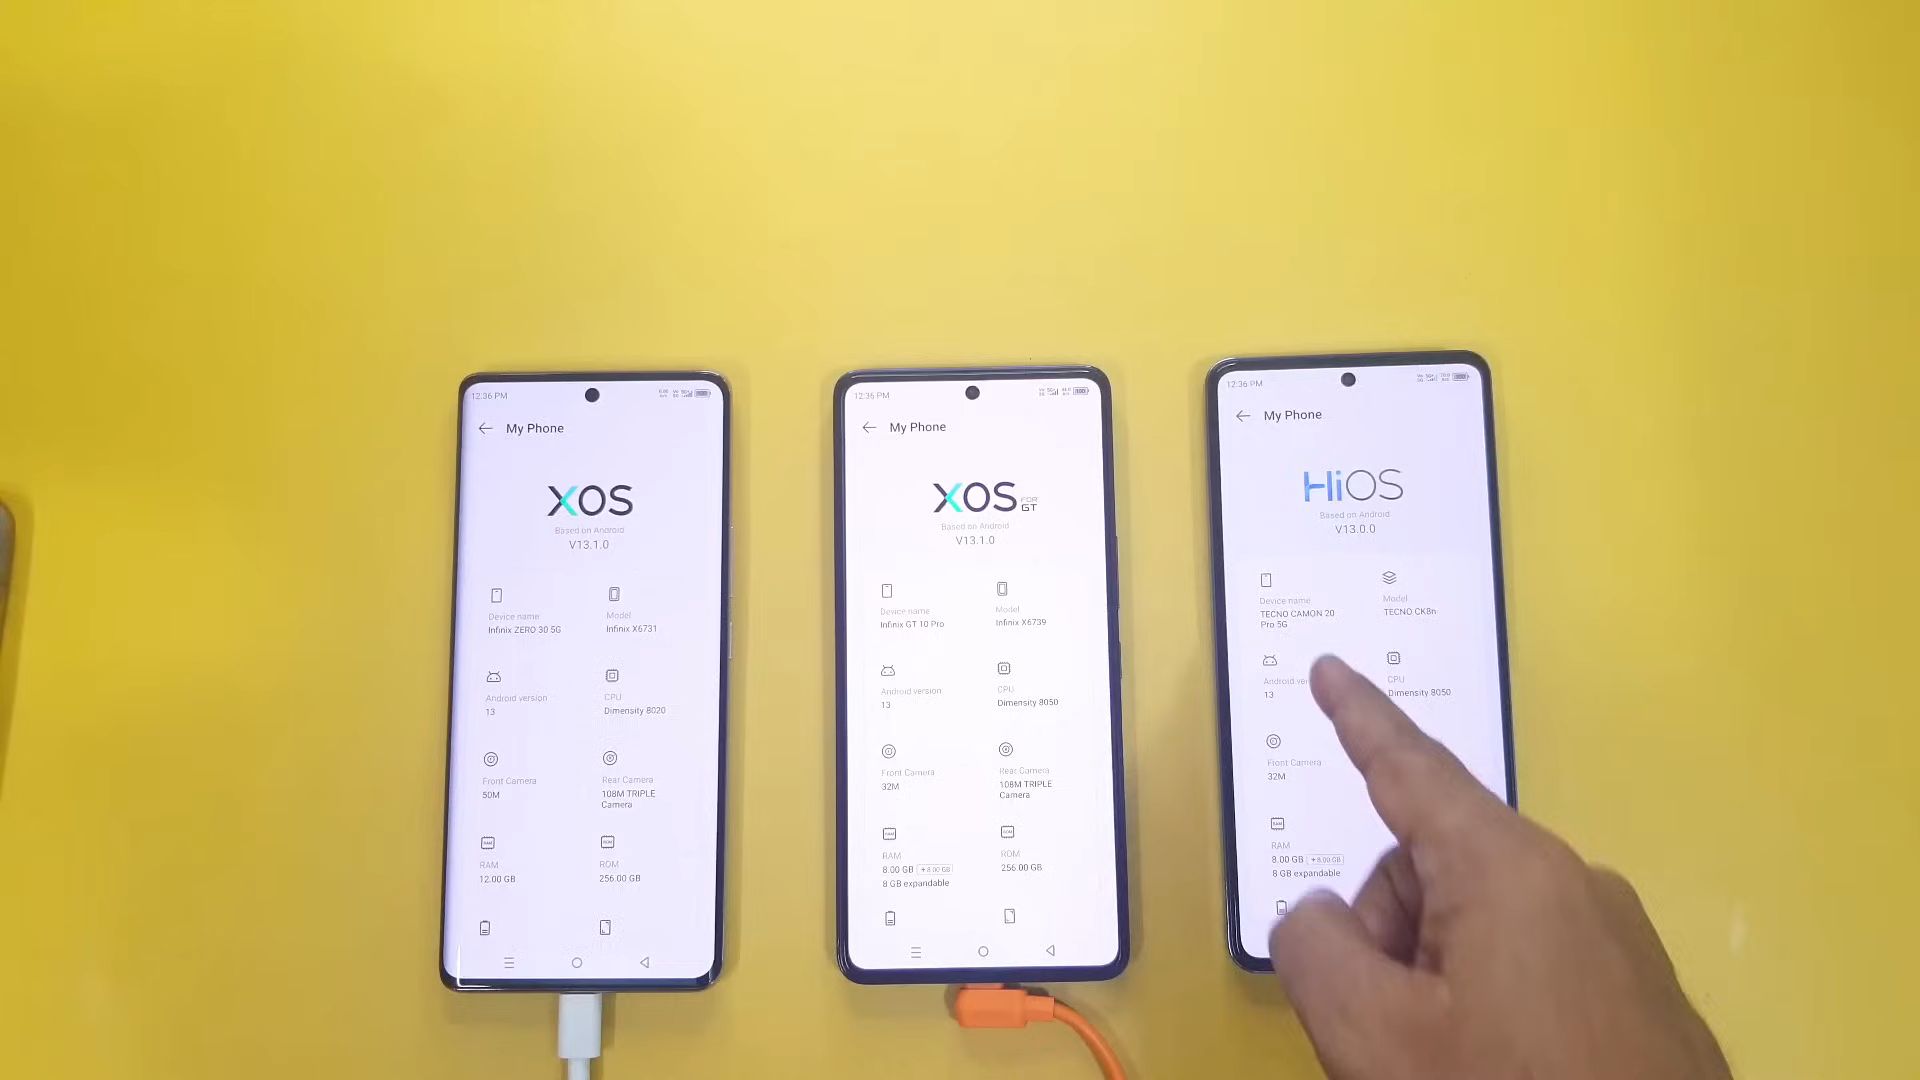 12:36 PM
My Phone
XOS
Based on Android
V13.1.0
Device name
Infinix ZERO 30 5G
Model
Infinix X6731
Android version
13
CPU
Dimensity 8020
Front Camera
50M
Rear Camera
108M TRIPLE
Camera
RAM
12.00 GB
ROM
256.00 GB
12:36 PM
My Phone
XOS FOR GT
Based on Android
V13.1.0
Device name
Infinix GT 10 Pro
Model
Infinix X6739
Android version
13
CPU
Dimensity 8050
Front Camera
32M
Rear Camera
108M TRIPLE
Camera
RAM
8.00 GB +8.00 GB
8 GB expandable
ROM
256.00 GB
12:36 PM
My Phone
HiOS
Based on Android
V13.0.0
Device name
TECNO CAMON 20
Pro 5G
Model
TECNO CK8n
Android
13
CPU
Dimensity 8050
Front Camera
32M
RAM
8.00 GB +8.00 GB
8 GB expandable